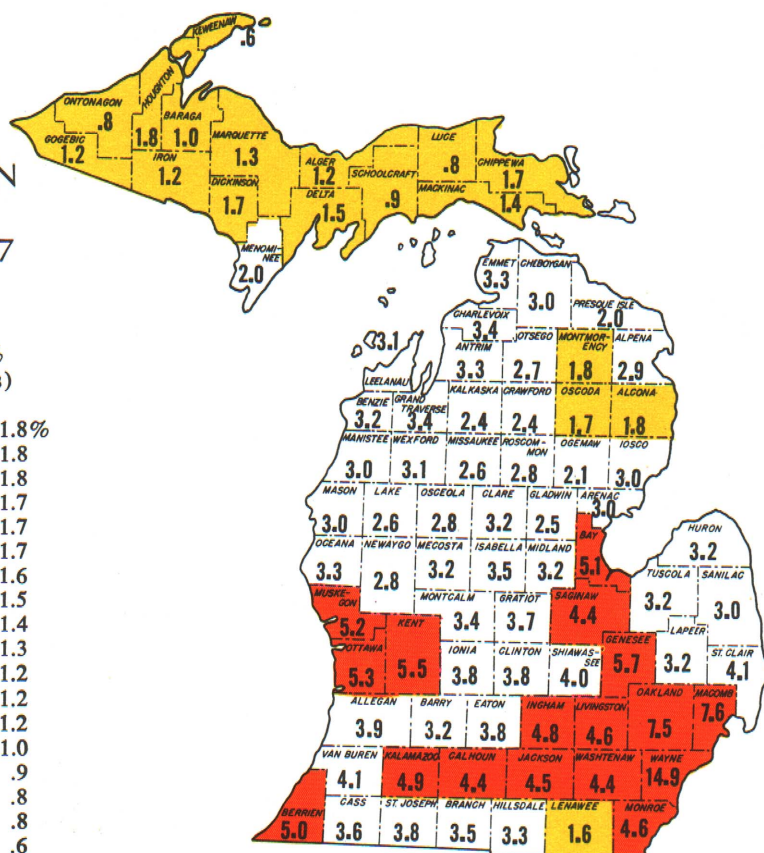 2
7
%
3)
1.8%
1.8
1.8
1.7
1.7
1.7
1.6
1.5
1.4
1.3
1.2
1.2
1.2
1.0
.9
.8
.8
.6
KEWEENAW
.6
HOUGHTON
1.8
ONTONAGON
.8
BARAGA
1.0
GOGEBIC
1.2
IRON
1.2
MARQUETTE
1.3
DICKINSON
1.7
ALGER
1.2
DELTA
1.5
SCHOOLCRAFT
.9
LUCE
.8
CHIPPEWA
1.7
MACKINAC
1.4
MENOMI-
NEE
2.0
EMMET
3.3
CHEBOYGAN
3.0
PRESQUE ISLE
2.0
CHARLEVOIX
3.4
3.1
LEELANAU
ANTRIM
3.3
OTSEGO
2.7
MONTMOR-
ENCY
1.8
ALPENA
2.9
BENZIE
3.2
GRAND
TRAVERSE
3.4
KALKASKA
2.4
CRAWFORD
2.4
OSCODA
1.7
ALGONA
1.8
MANISTEE
3.0
WEXFORD
3.1
MISSAUKEE
2.6
ROSCOM-
MON
2.8
OGEMAW
2.1
IOSCO
3.0
MASON
3.0
LAKE
2.6
OSCEOLA
2.8
CLARE
3.2
GLADWIN
2.5
ARENAC
3.0
OCEANA
3.3
NEWAYGO
2.8
MECOSTA
3.2
ISABELLA
3.5
MIDLAND
3.2
BAY
5.1
HURON
3.2
MUSKE-
GON
5.2
MONTCALM
3.4
GRATIOT
3.7
SAGINAW
4.4
TUSCOLA
3.2
SANILAC
3.0
OTTAWA
5.3
KENT
5.5
IONIA
3.8
CLINTON
3.8
SHIAWAS-
SEE
4.0
GENESEE
5.7
LAPEER
3.2
ST. CLAIR
4.1
ALLEGAN
3.9
BARRY
3.2
EATON
3.8
INGHAM
4.8
LIVINGSTON
4.6
OAKLAND
7.5
MACOMB
7.6
VAN BUREN
4.1
KALAMAZOO
4.9
CALHOUN
4.4
JACKSON
4.5
WASHTENAW
4.4
WAYNE
14.9
BERRIEN
5.0
CASS
3.6
ST. JOSEPH
3.8
BRANCH
3.5
HILLSDALE
3.3
LENAWEE
1.6
MONROE
4.6